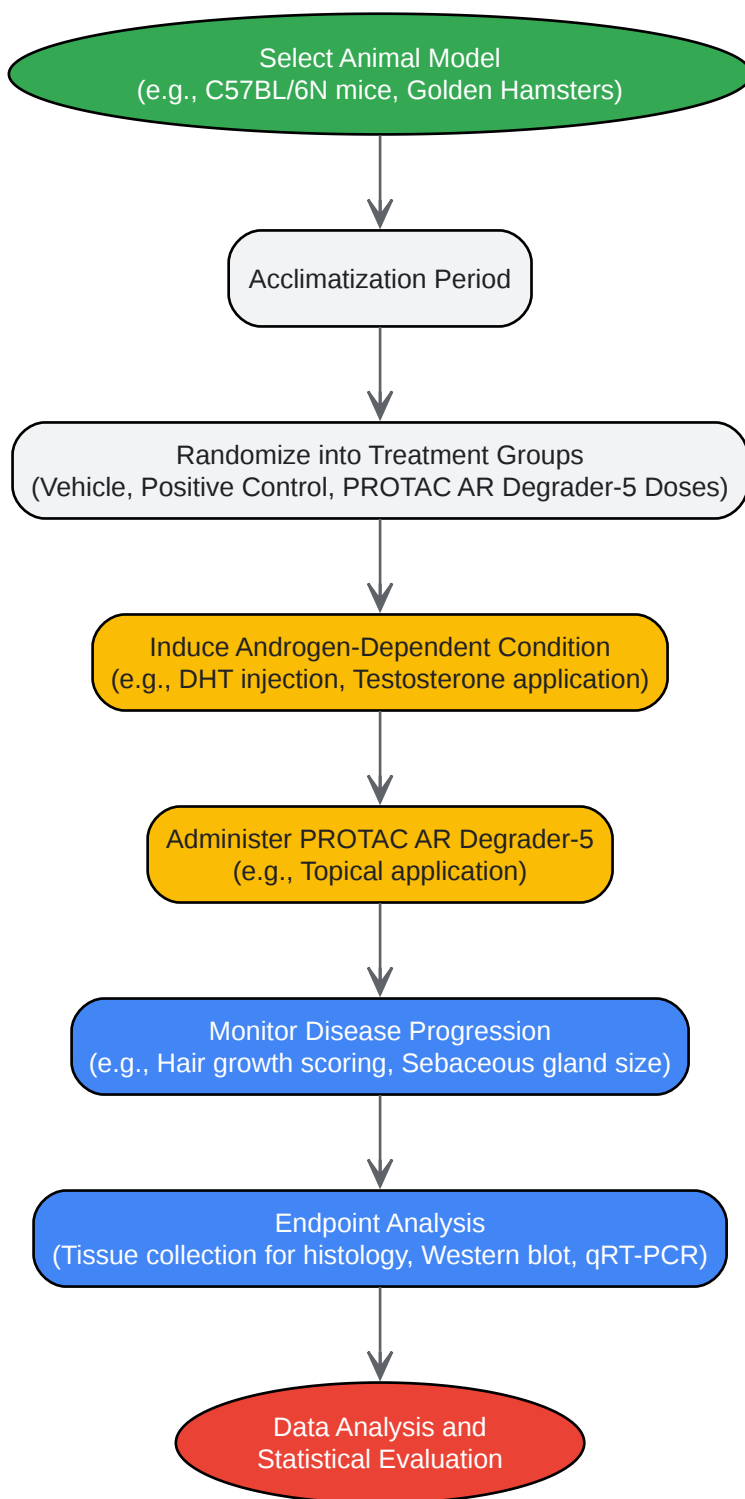 Select Animal Model
(e.g., C57BL/6N mice, Golden Hamsters)
Acclimatization Period
Randomize into Treatment Groups
(Vehicle, Positive Control, PROTAC AR Degrader-5 Doses)
Induce Androgen-Dependent Condition
(e.g., DHT injection, Testosterone application)
Administer PROTAC AR Degrader-5
(e.g., Topical application)
Monitor Disease Progression
(e.g., Hair growth scoring, Sebaceous gland size)
Endpoint Analysis
(Tissue collection for histology, Western blot, qRT-PCR)
Data Analysis and
Statistical Evaluation